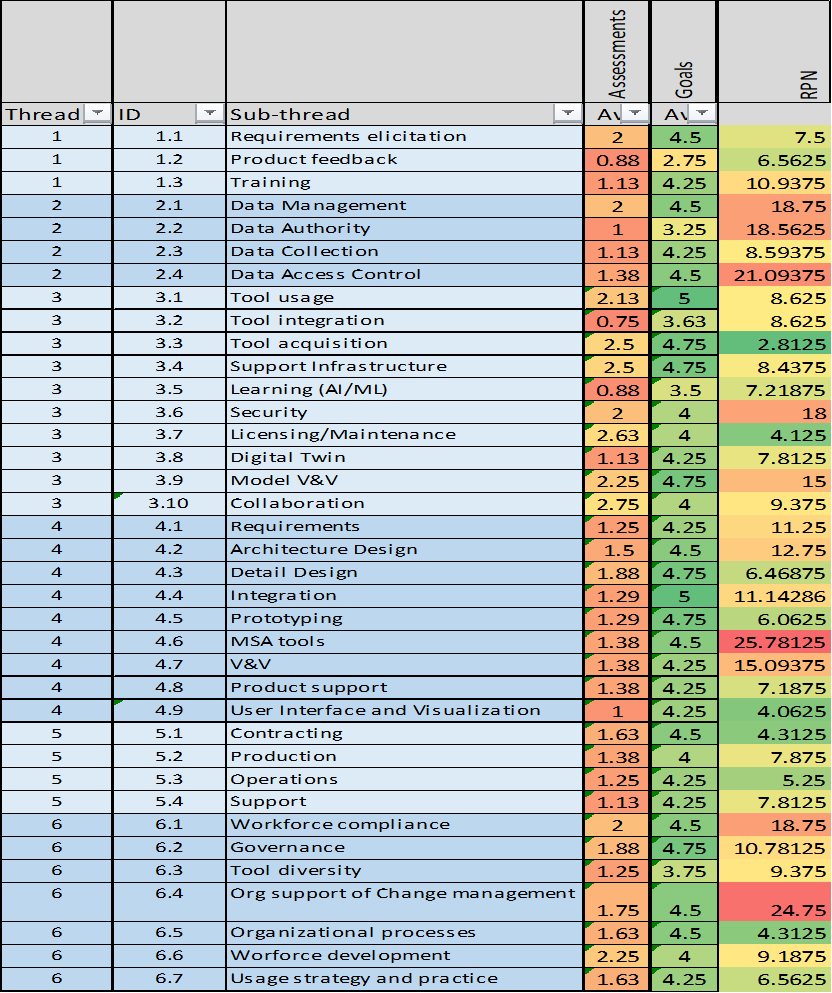 Assessments Goals RPN
Thread ID Sub-thread Av Av
1 1.1 Requirements elicitation 2 4.5 7.5
1 1.2 Product feedback 0.88 2.75 6.5625
1 1.3 Training 1.13 4.25 10.9375
2 2.1 Data Management 2 4.5 18.75
2 2.2 Data Authority 1 3.25 18.5625
2 2.3 Data Collection 1.13 4.25 8.59375
2 2.4 Data Access Control 1.38 4.5 21.09375
3 3.1 Tool usage 2.13 5 8.625
3 3.2 Tool integration 0.75 3.63 8.625
3 3.3 Tool acquisition 2.5 4.75 2.8125
3 3.4 Support Infrastructure 2.5 4.75 8.4375
3 3.5 Learning (AI/ML) 0.88 3.5 7.21875
3 3.6 Security 2 4 18
3 3.7 Licensing/Maintenance 2.63 4 4.125
3 3.8 Digital Twin 1.13 4.25 7.8125
3 3.9 Model V&V 2.25 4.75 15
3 3.10 Collaboration 2.75 4 9.375
4 4.1 Requirements 1.25 4.25 11.25
4 4.2 Architecture Design 1.5 4.5 12.75
4 4.3 Detail Design 1.88 4.75 6.46875
4 4.4 Integration 1.29 5 11.14286
4 4.5 Prototyping 1.29 4.75 6.0625
4 4.6 MSA tools 1.38 4.5 25.78125
4 4.7 V&V 1.38 4.25 15.09375
4 4.8 Product support 1.38 4.25 7.1875
4 4.9 User Interface and Visualization 1 4.25 4.0625
5 5.1 Contracting 1.63 4.5 4.3125
5 5.2 Production 1.38 4 7.875
5 5.3 Operations 1.25 4.25 5.25
5 5.4 Support 1.13 4.25 7.8125
6 6.1 Workforce compliance 2 4.5 18.75
6 6.2 Governance 1.88 4.75 10.78125
6 6.3 Tool diversity 1.25 3.75 9.375
6 6.4 Org support of Change management 1.75 4.5 24.75
6 6.5 Organizational processes 1.63 4.5 4.3125
6 6.6 Worforce development 2.25 4 9.1875
6 6.7 Usage strategy and practice 1.63 4.25 6.5625